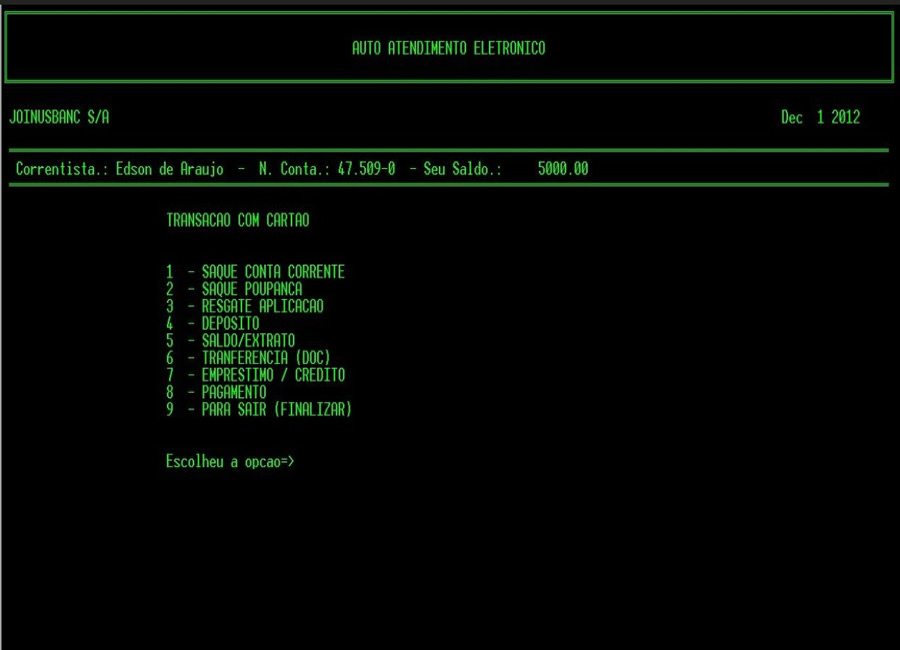 AUTO ATENDIMENTO ELETRONICO
JOINUSBANC S/A Dec 1 2012
Correntista.: Edson de Araujo - N. Conta.: 47.509-0 - Seu Saldo.: 5000.00
TRANSACAO COM CARTAO
1 - SAQUE CONTA CORRENTE
2 - SAQUE POUPANCA
3 - RESGATE APLICACAO
4 - DEPOSITO
5 - SALDO/EXTRATO
6 - TRANFERENCIA (DOC)
7 - EMPRESTIMO / CREDITO
8 - PAGAMENTO
9 - PARA SAIR (FINALIZAR)
Escolheu a opcao=>